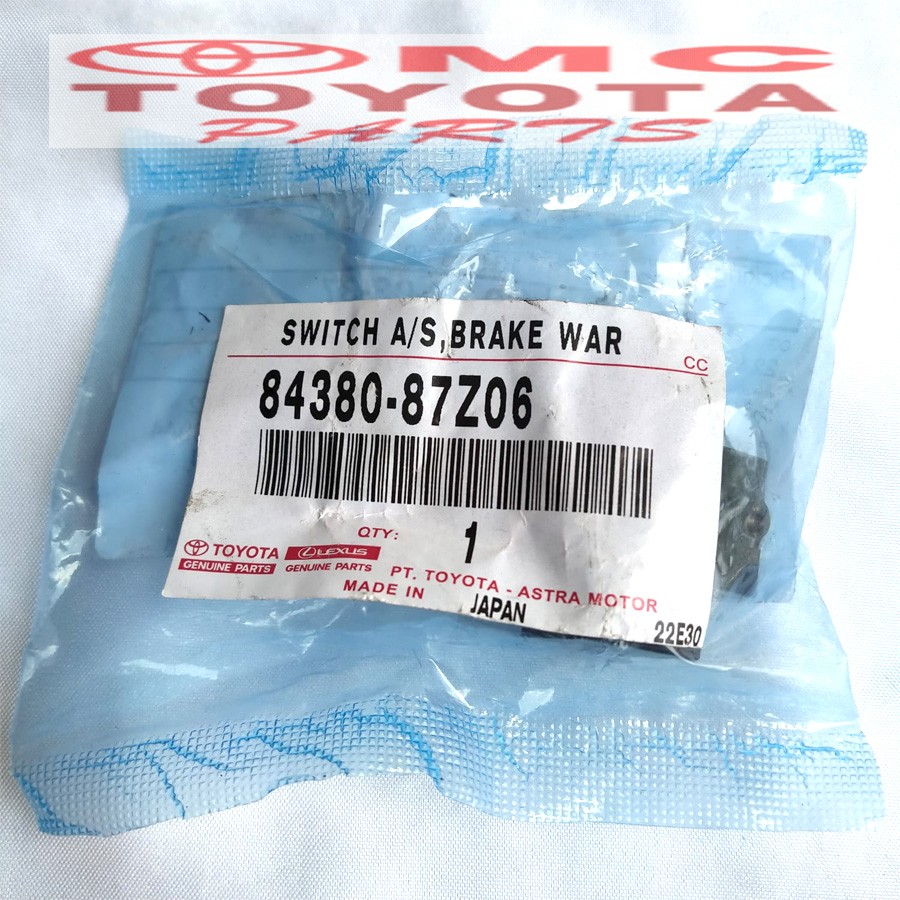 OMC
TOYOTA
PARTS
SWITCH A/S,BRAKE WAR
CC
84380-87Z06
QTY: 1
TOYOTA
GENUINE PARTS
LEXUS
GENUINE PARTS
PT. TOYOTA - ASTRA MOTOR
MADE IN JAPAN
22E30